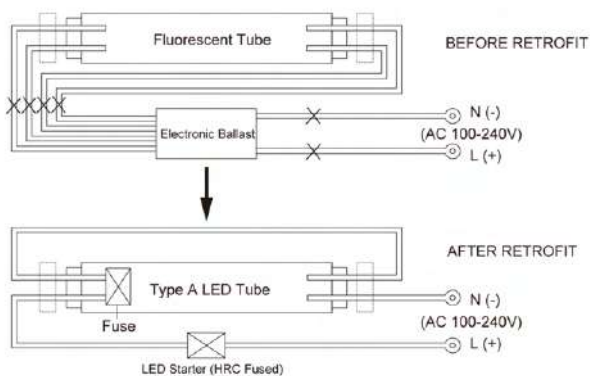 Fluorescent Tube
BEFORE RETROFIT
Electronic Ballast
N (-)
(AC 100-240V)
L (+)
AFTER RETROFIT
Type A LED Tube
Fuse
N (-)
(AC 100-240V)
L (+)
LED Starter (HRC Fused)